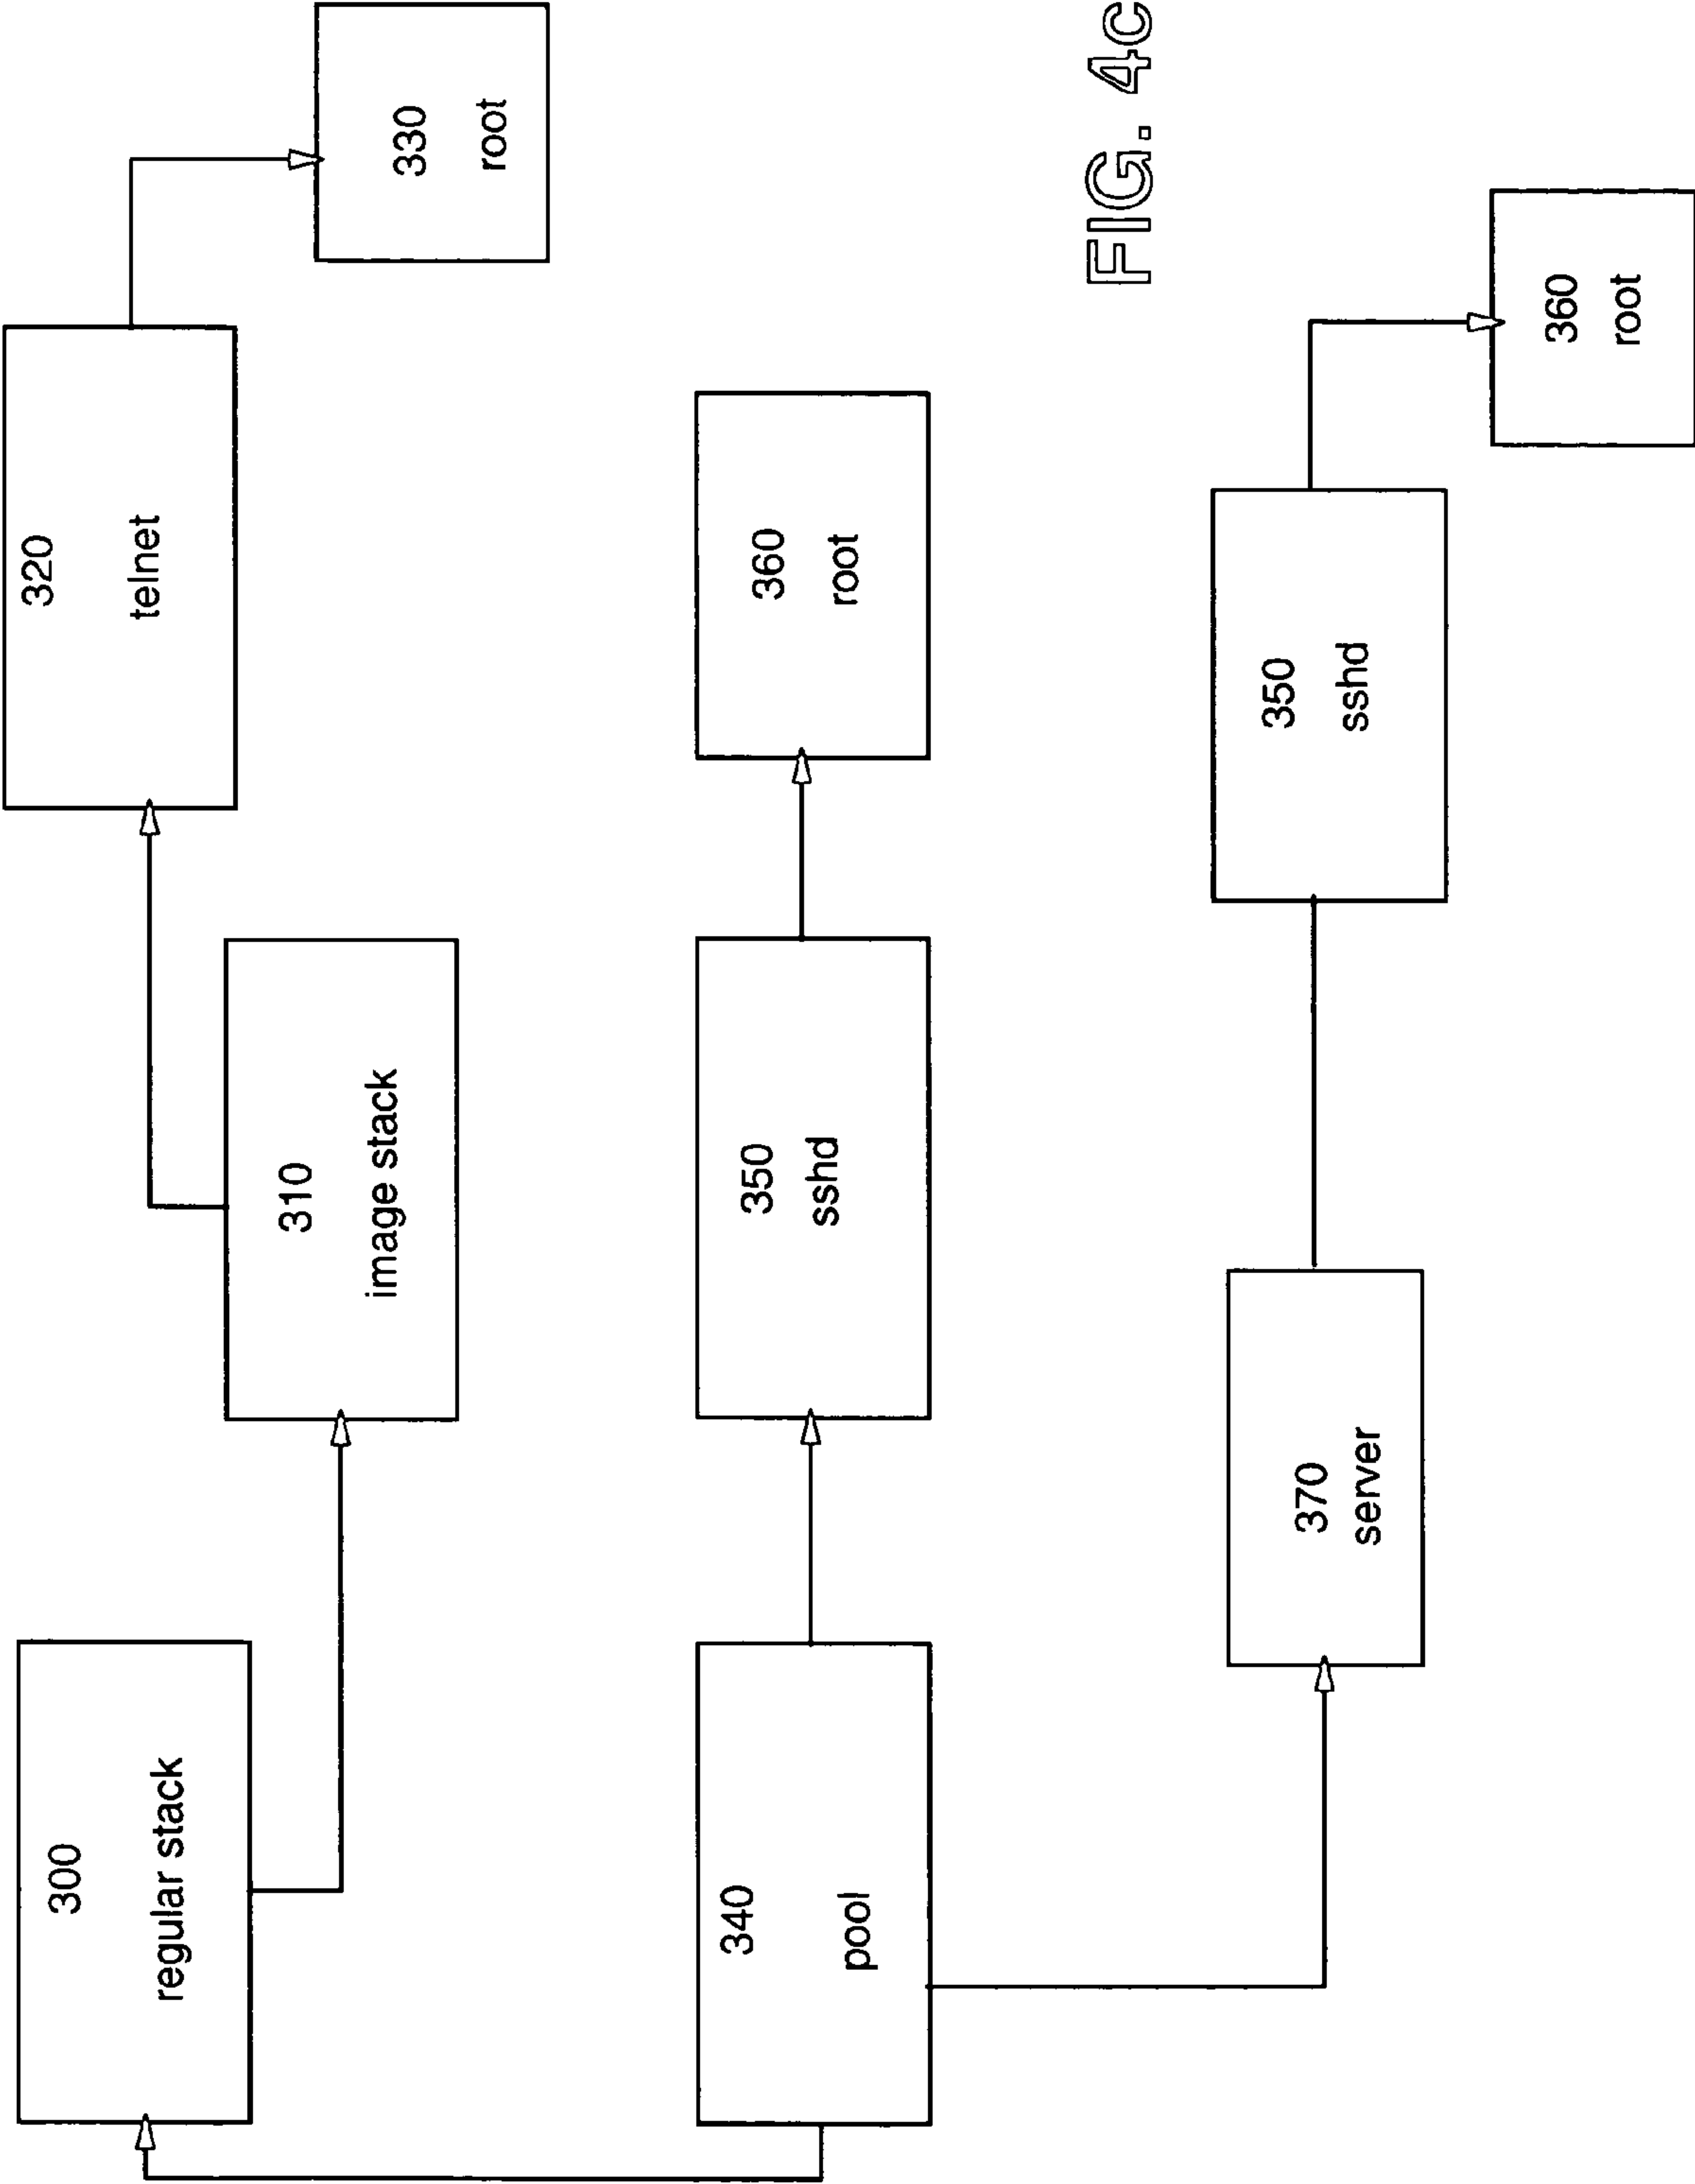 300
regular stack
310
image stack
320
telnet
330
root
340
pool
350
sshd
360
root
370
server
350
sshd
360
root
FIG. 4c